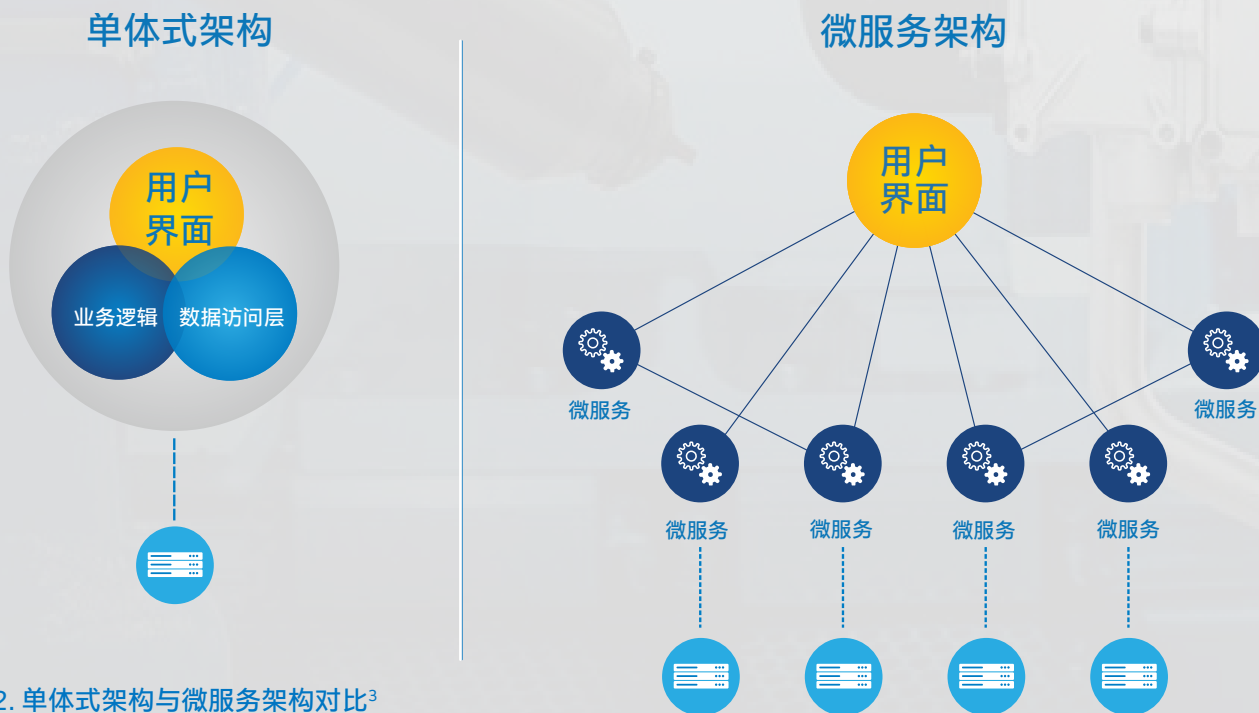 单体式架构
微服务架构
用户
界面
业务逻辑
数据访问层
用户
界面
微服务
微服务
微服务
微服务
微服务
微服务
2. 单体式架构与微服务架构对比³